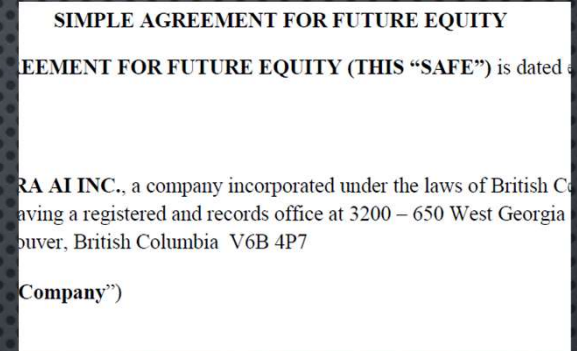 SIMPLE AGREEMENT FOR FUTURE EQUITY
EEMENT FOR FUTURE EQUITY (THIS “SAFE”) is dated
RA AI INC., a company incorporated under the laws of British C
aving a registered and records office at 3200 – 650 West Georgia
ouver, British Columbia V6B 4P7
Company”)